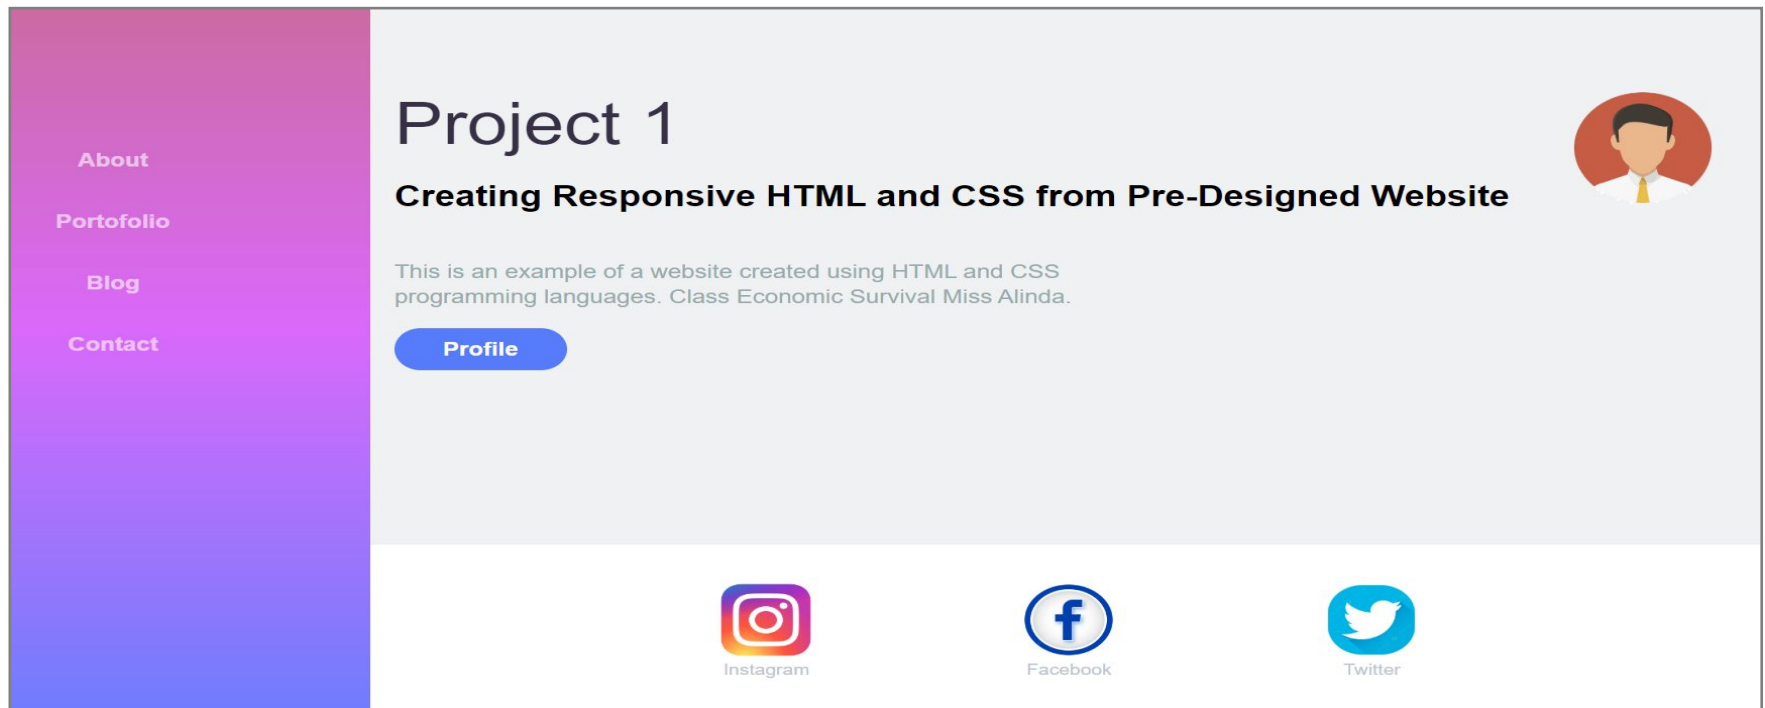 About
Portofolio
Blog
Contact
Project 1
Creating Responsive HTML and CSS from Pre-Designed Website
This is an example of a website created using HTML and CSS
programming languages. Class Economic Survival Miss Alinda.
Profile
Instagram
Facebook
Twitter